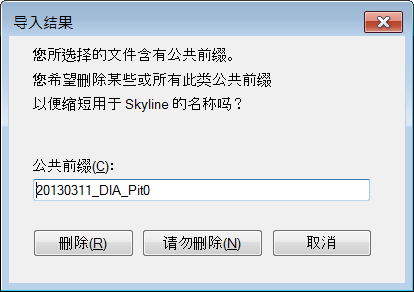 导入结果
您所选择的文件含有公共前缀。
您希望删除某些或所有此类公共前缀
以便缩短用于 Skyline 的名称吗？
公共前缀(C):
20130311_DIA_Pit0
删除(R) 请勿删除(N) 取消